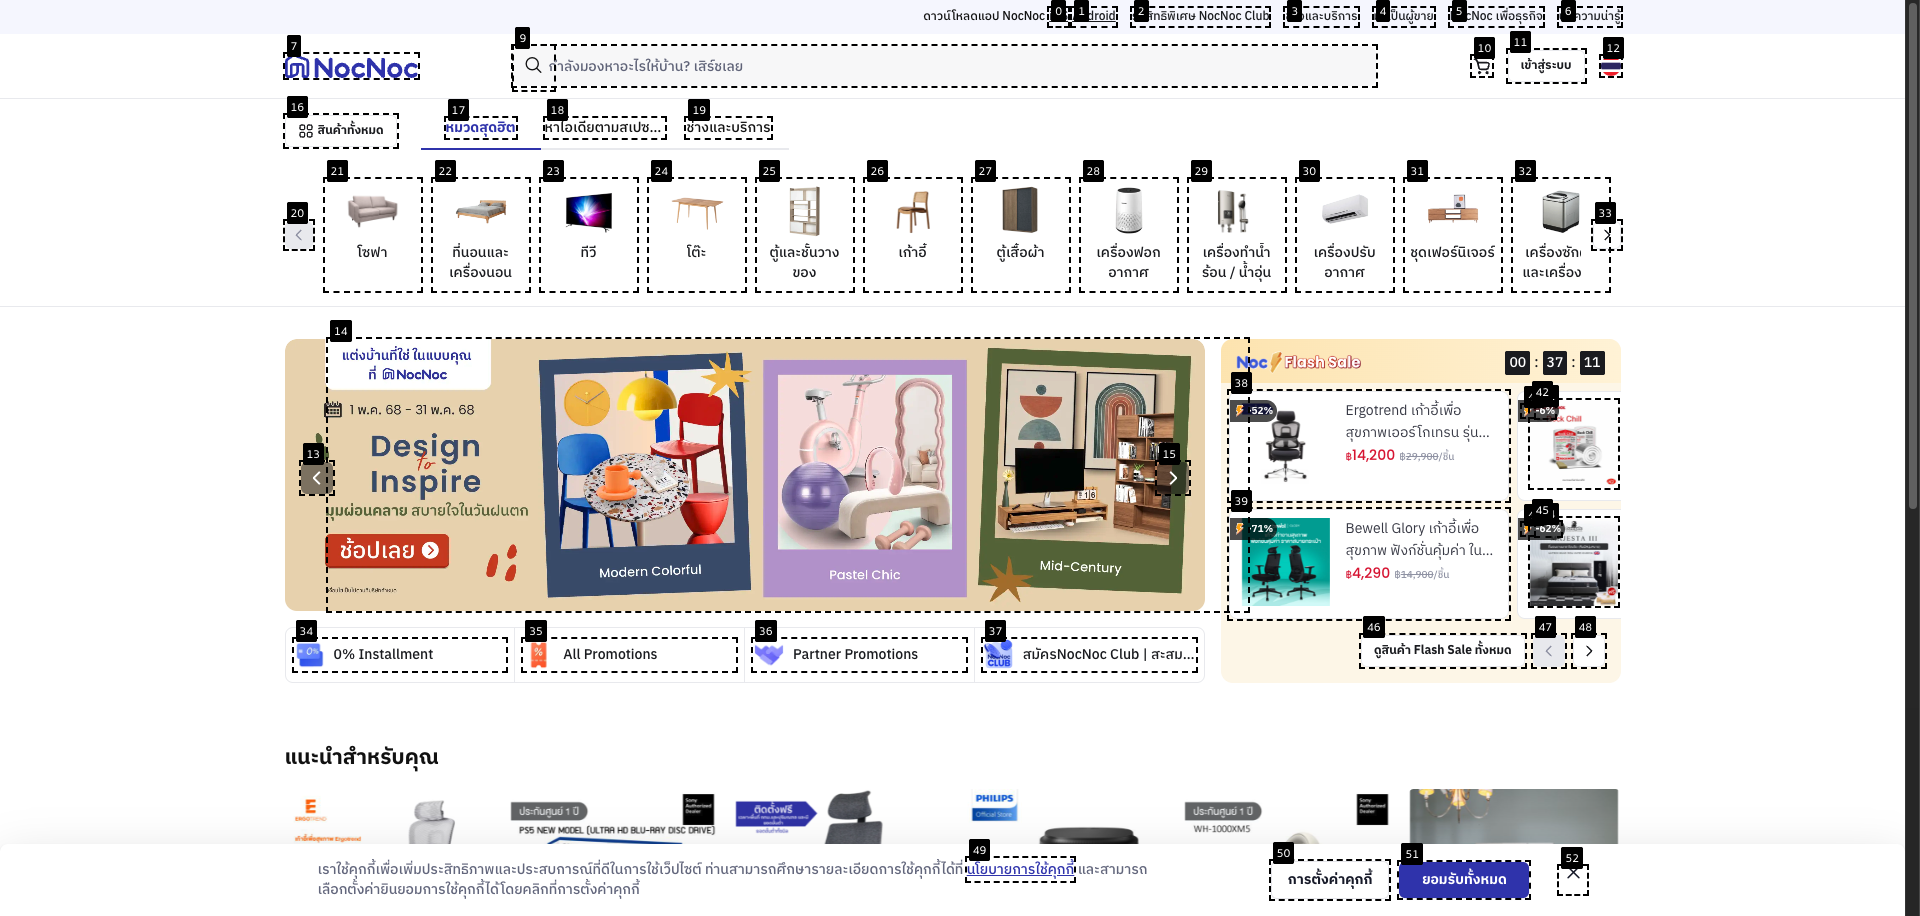 ดาวน์โหลดแอป NocNoc
0
1
2
สิทธิพิเศษ NocNoc Club
3
และบริการ
4
เป็นผู้ขาย
5
NocNoc เพื่อธุรกิจ
6
ความน่ารู้
7
NocNoc
9
กำลังมองหาอะไรให้บ้าน? เสิร์ชเลย
10
11
เข้าสู่ระบบ
12
16
สินค้าทั้งหมด
17
หมวดสุดฮิต
18
หาไอเดียตามสเปซ...
19
ช่างและบริการ
20
21
โซฟา
22
ที่นอนและ
เครื่องนอน
23
ทีวี
24
โต๊ะ
25
ตู้และชั้นวาง
ของ
26
เก้าอี้
27
ตู้เสื้อผ้า
28
เครื่องฟอก
อากาศ
29
เครื่องทำน้ำ
ร้อน / น้ำอุ่น
30
เครื่องปรับ
อากาศ
31
ชุดเฟอร์นิเจอร์
32
เครื่องซัก
และเครื่อง
33
14
แต่งบ้านที่ใช่ ในแบบคุณ
ที่ NocNoc
1 พ.ค. 68 - 31 พ.ค. 68
13
Design
to
Inspire
มุมผ่อนคลาย สบายใจในวันฝนตก
ช้อปเลย
Modern Colorful
Pastel Chic
Mid-Century
15
Noc Flash Sale
00 : 37 : 11
38
-52%
Ergotrend เก้าอี้เพื่อ
สุขภาพเออร์โกเทรน รุ่น...
฿14,200 ฿29,900/ชิ้น
42
-6%
39
-71%
Bewell Glory เก้าอี้เพื่อ
สุขภาพ ฟังก์ชั่นคุ้มค่า ใน...
฿4,290 ฿14,900/ชิ้น
45
-62%
46
ดูสินค้า Flash Sale ทั้งหมด
47
48
34
0% Installment
35
All Promotions
36
Partner Promotions
37
สมัครNocNoc Club | สะสม...
แนะนำสำหรับคุณ
ERGOTREND
ประกันศูนย์ 1 ปี
Sony Authorized Dealer
PS5 NEW MODEL (ULTRA HD BLU-RAY DISC DRIVE)
ติดตั้งฟรี
PHILIPS
Official Store
ประกันศูนย์ 1 ปี
WH-1000XM5
Sony Authorized Dealer
เราใช้คุกกี้เพื่อเพิ่มประสิทธิภาพและประสบการณ์ที่ดีในการใช้เว็บไซต์ ท่านสามารถศึกษารายละเอียดการใช้คุกกี้ได้ที่ นโยบายการใช้คุกกี้ และสามารถ
เลือกตั้งค่ายินยอมการใช้คุกกี้ได้โดยคลิกที่การตั้งค่าคุกกี้
49
50
การตั้งค่าคุกกี้
51
ยอมรับทั้งหมด
52